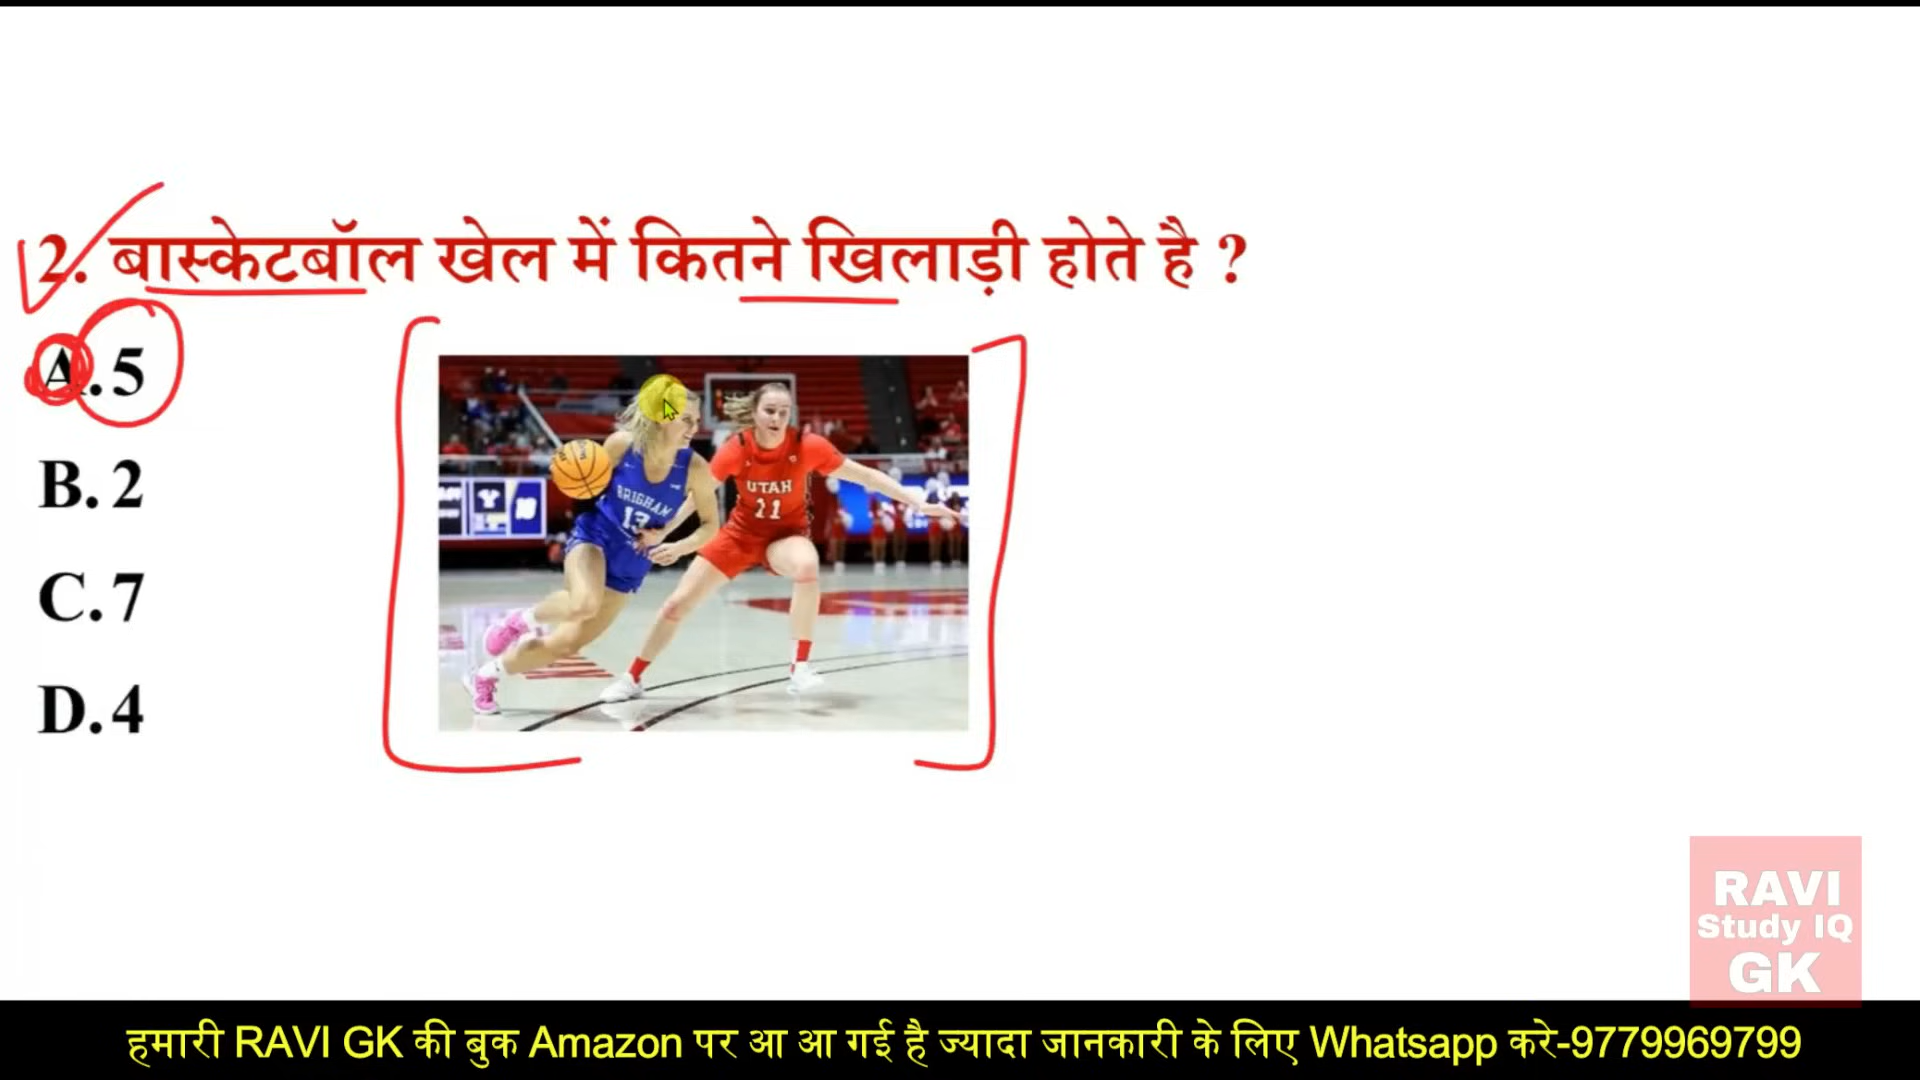 2. बास्केटबॉल खेल में कितने खिलाड़ी होते है ?
A. 5
B. 2
C. 7
D. 4
BRIGHAM
13
UTAH
11
RAVI
Study IQ
GK
हमारी RAVI GK की बुक Amazon पर आ आ गई है ज्यादा जानकारी के लिए Whatsapp करे-9779969799